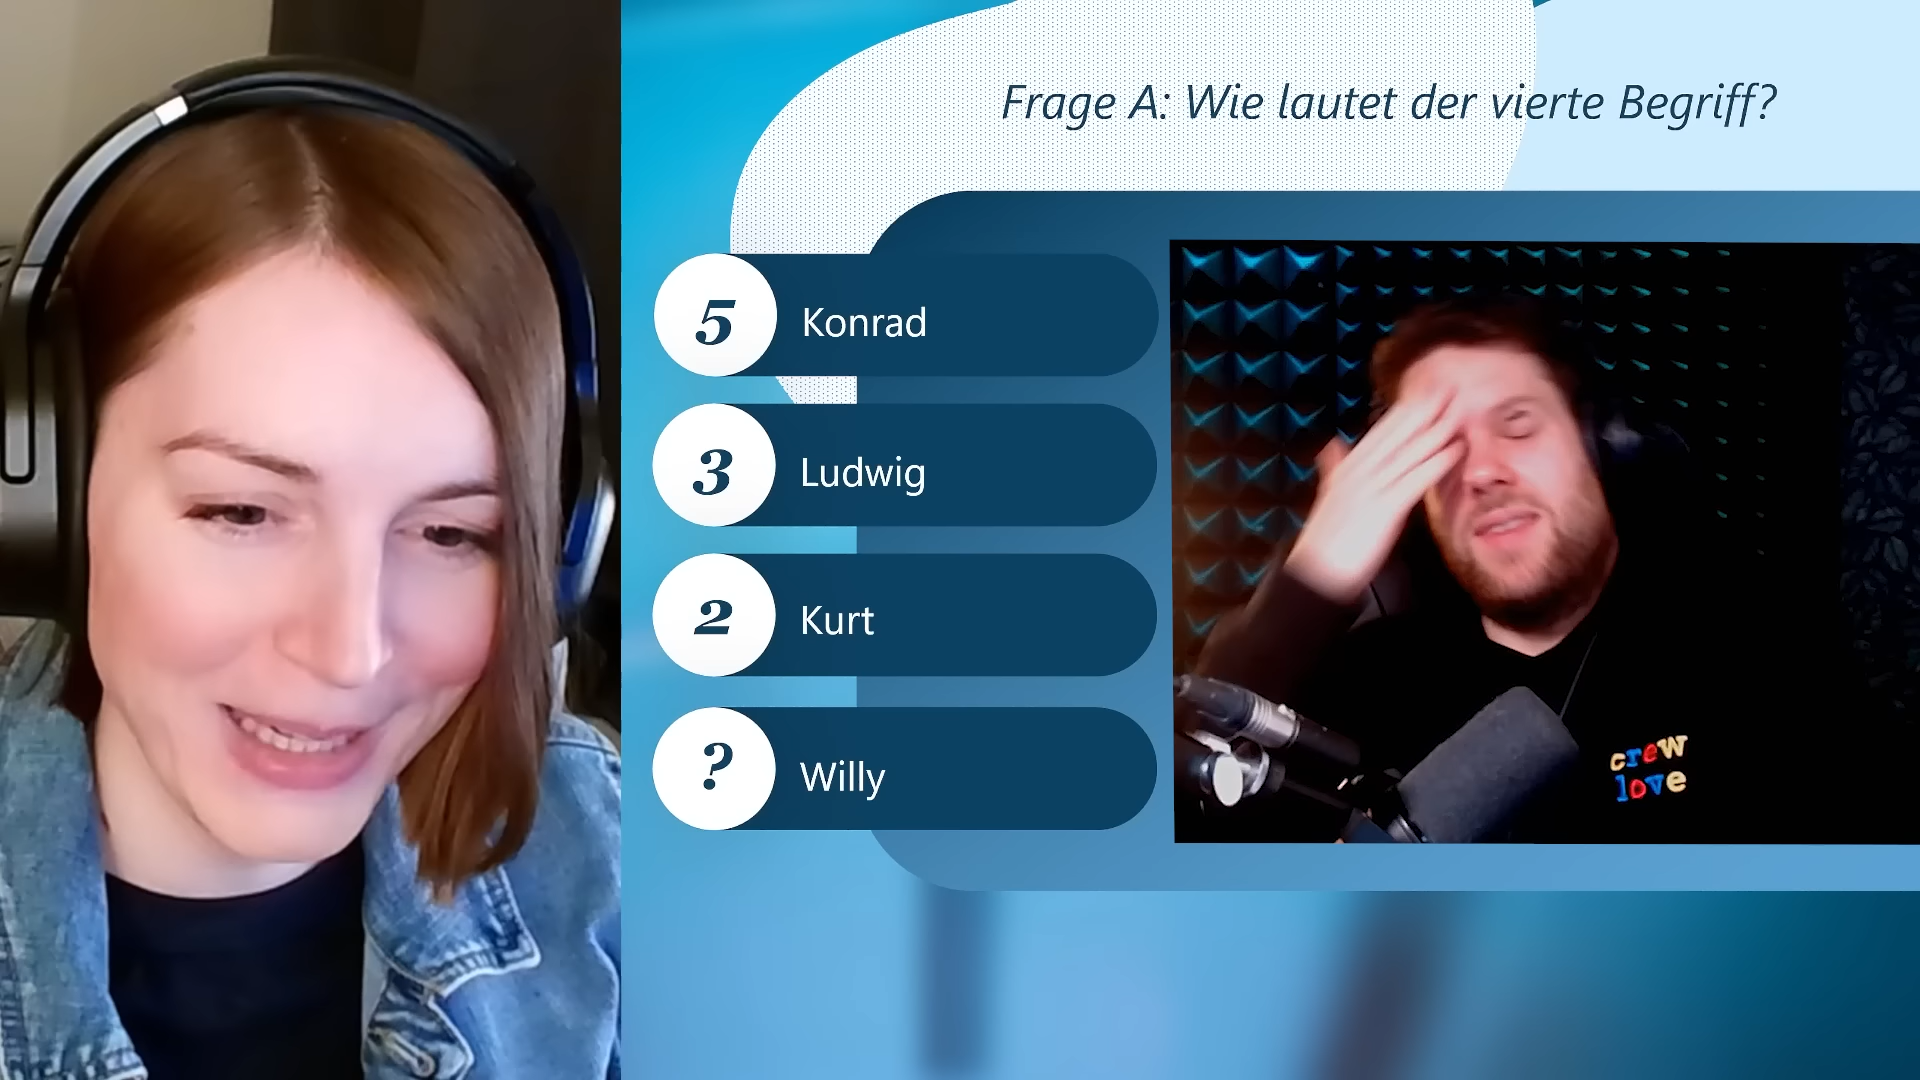 Frage A: Wie lautet der vierte Begriff?
5 Konrad
3 Ludwig
2 Kurt
? Willy
crew
love